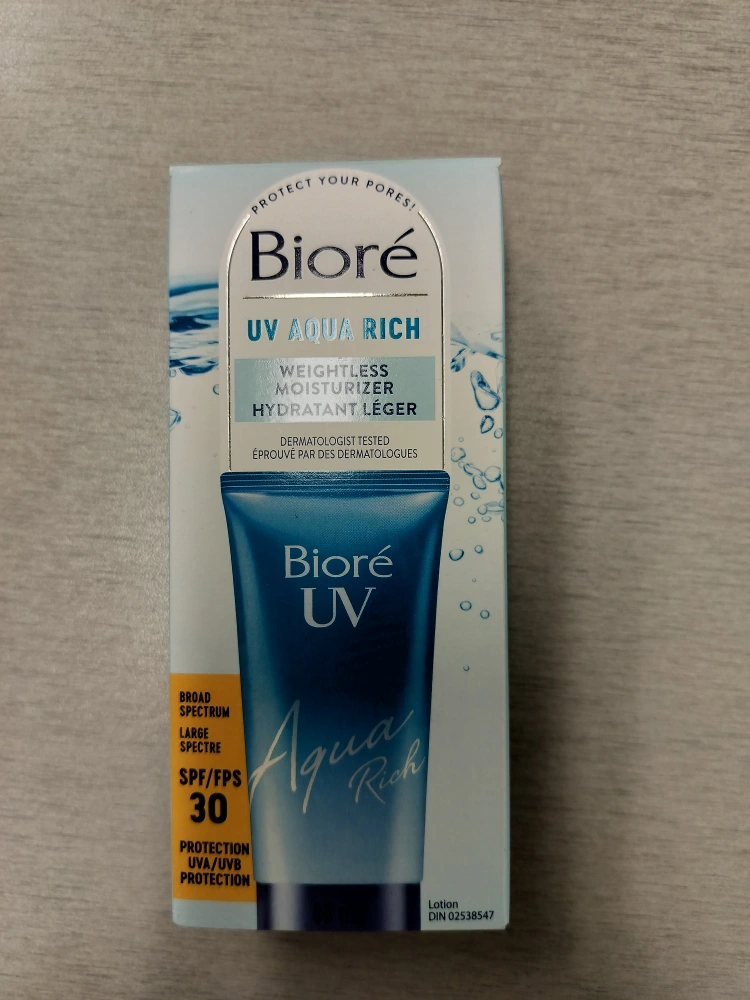 PROTECT YOUR PORES!
Bioré
UV AQUA RICH
WEIGHTLESS
MOISTURIZER
HYDRATANT LÉGER
DERMATOLOGIST TESTED
ÉPROUVÉ PAR DES DERMATOLOGUES
Bioré
UV
Aqua
Rich
BROAD
SPECTRUM
LARGE
SPECTRE
SPF/FPS
30
PROTECTION
UVA/UVB
PROTECTION
Lotion
DIN 02538547